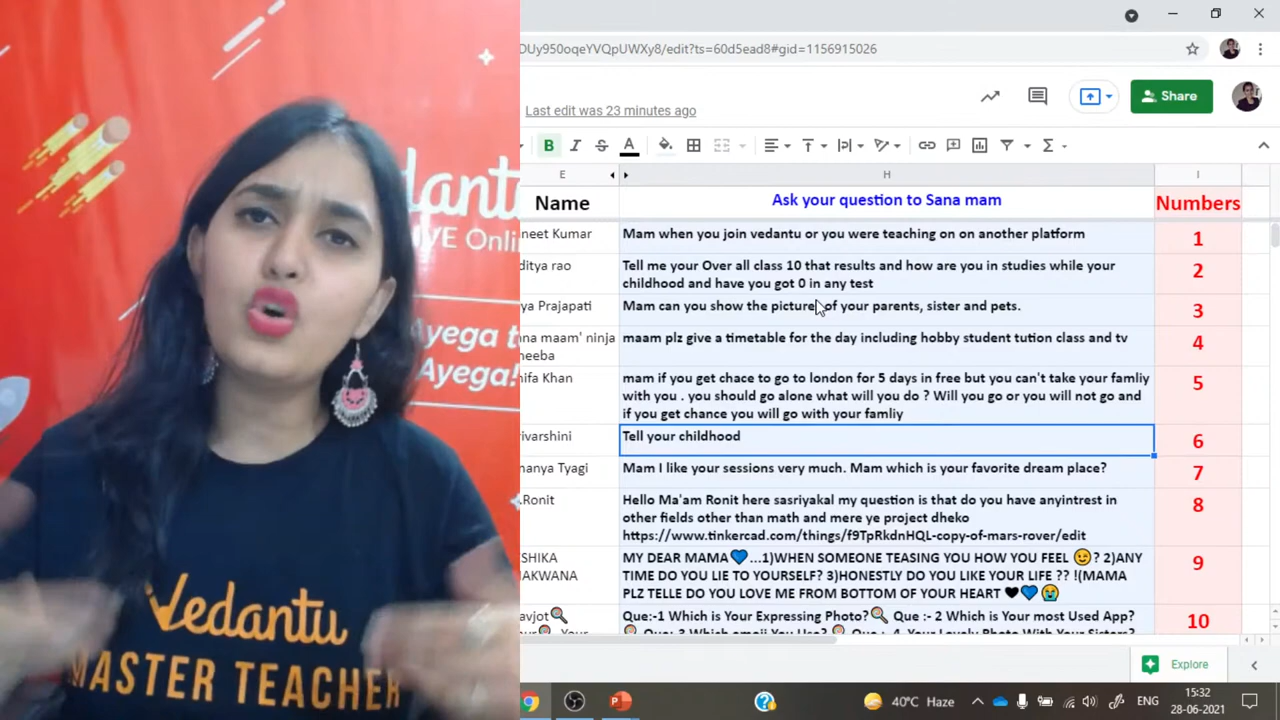 edantu
VE Onlin
Ayega t
Ayega!
Vedantu
MASTER TEACHER
DUy950oqeYVQpUWXy8/edit?ts=60d5ead8#gid=1156915026
Last edit was 23 minutes ago
Share
B I S A
E H I
Name Ask your question to Sana mam Numbers
neet Kumar Mam when you join vedantu or you were teaching on on another platform 1
ditya rao Tell me your Over all class 10 that results and how are you in studies while your
childhood and have you got 0 in any test 2
ya Prajapati Mam can you show the picture of your parents, sister and pets. 3
na maam' ninja maam plz give a timetable for the day including hobby student tution class and tv 4
heeba
nifa Khan mam if you get chace to go to london for 5 days in free but you can't take your famliy 5
with you . you should go alone what will you do ? Will you go or you will not go and
if you get chance you will go with your famliy
rivarshini Tell your childhood 6
nanya Tyagi Mam I like your sessions very much. Mam which is your favorite dream place? 7
.Ronit Hello Ma'am Ronit here sasriyakal my question is that do you have anyintrest in 8
other fields other than math and mere ye project dheko
https://www.tinkercad.com/things/f9TpRkdnHQL-copy-of-mars-rover/edit
SHIKA MY DEAR MAMA💙...1)WHEN SOMEONE TEASING YOU HOW YOU FEEL 😉? 2)ANY 9
AKWANA TIME DO YOU LIE TO YOURSELF? 3)HONESTLY DO YOU LIKE YOUR LIFE ?? !(MAMA
PLZ TELLE DO YOU LOVE ME FROM BOTTOM OF YOUR HEART 🖤💙😭
avjot🔍 Que:-1 Which is Your Expressing Photo?🔍 Que :- 2 Which is Your most Used App? 10
Explore
40°C Haze ENG 15:32
28-06-2021